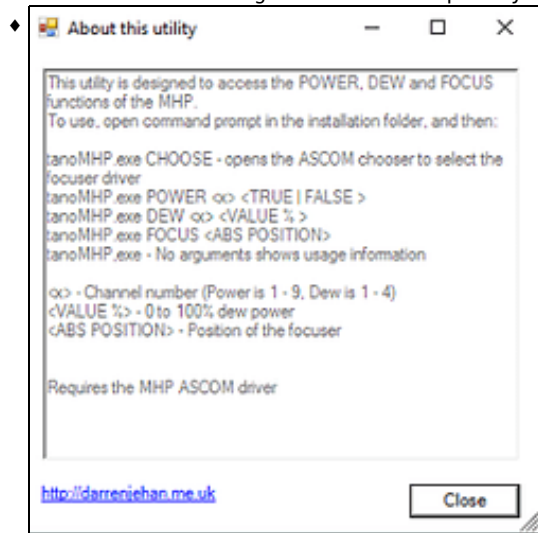 About this utility
This utility is designed to access the POWER, DEW and FOCUS
functions of the MHP.
To use, open command prompt in the installation folder, and then:
tanoMHP.exe CHOOSE - opens the ASCOM chooser to select the
focuser driver
tanoMHP.exe POWER <x> <TRUE | FALSE >
tanoMHP.exe DEW <x> <VALUE % >
tanoMHP.exe FOCUS <ABS POSITION>
tanoMHP.exe - No arguments shows usage information
<x> - Channel number (Power is 1 - 9, Dew is 1 - 4)
<VALUE %> - 0 to 100% dew power
<ABS POSITION> - Position of the focuser
Requires the MHP ASCOM driver
http://darrenjehan.me.uk
Close